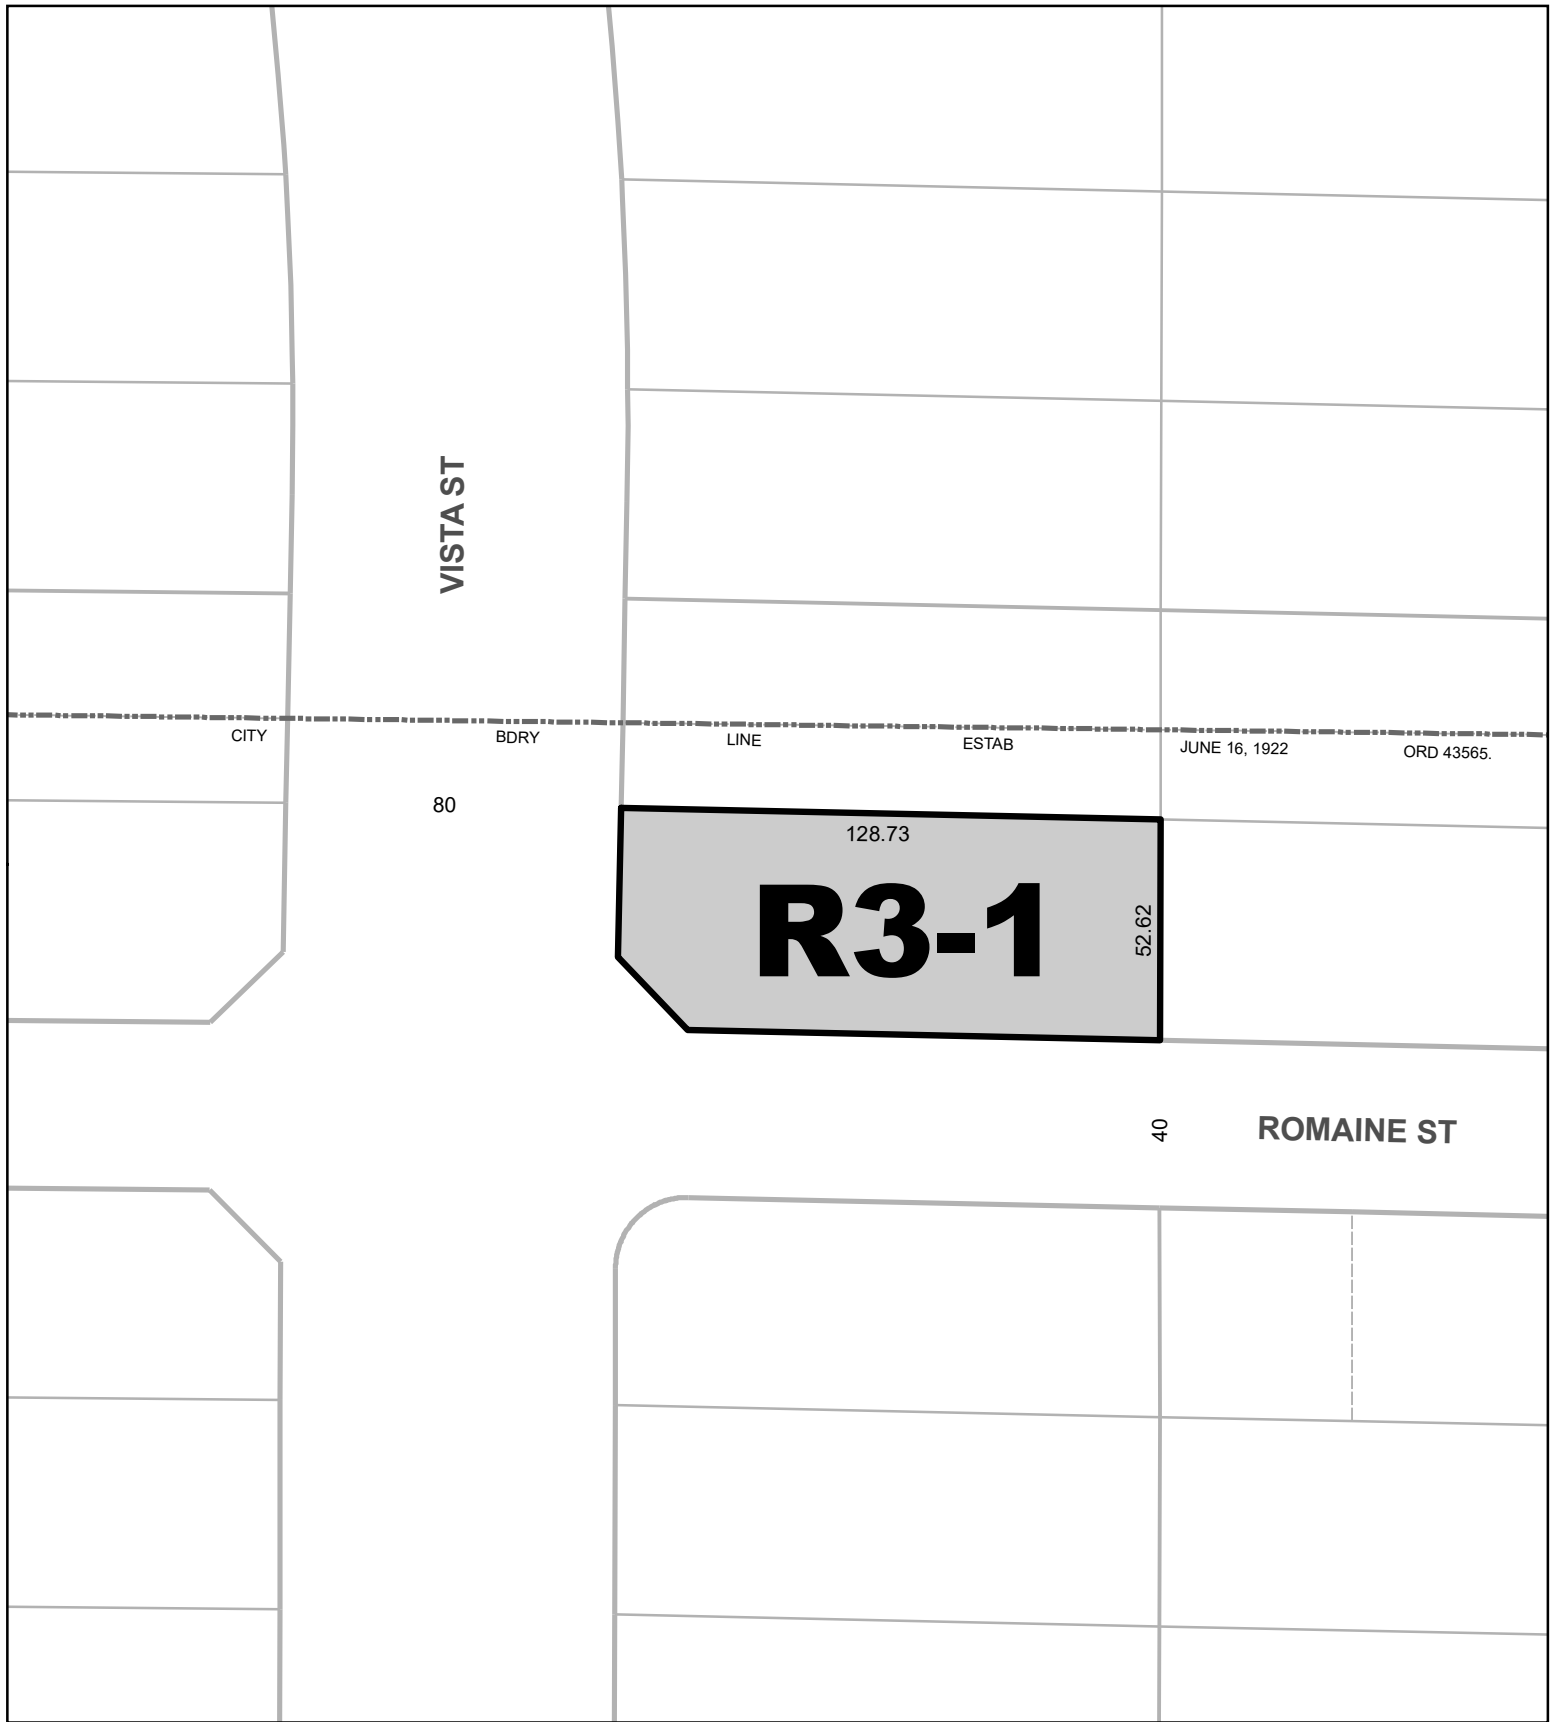 VISTA ST
CITY BDRY LINE ESTAB JUNE 16, 1922 ORD 43565.
80
128.73
R3-1
52.62
40
ROMAINE ST